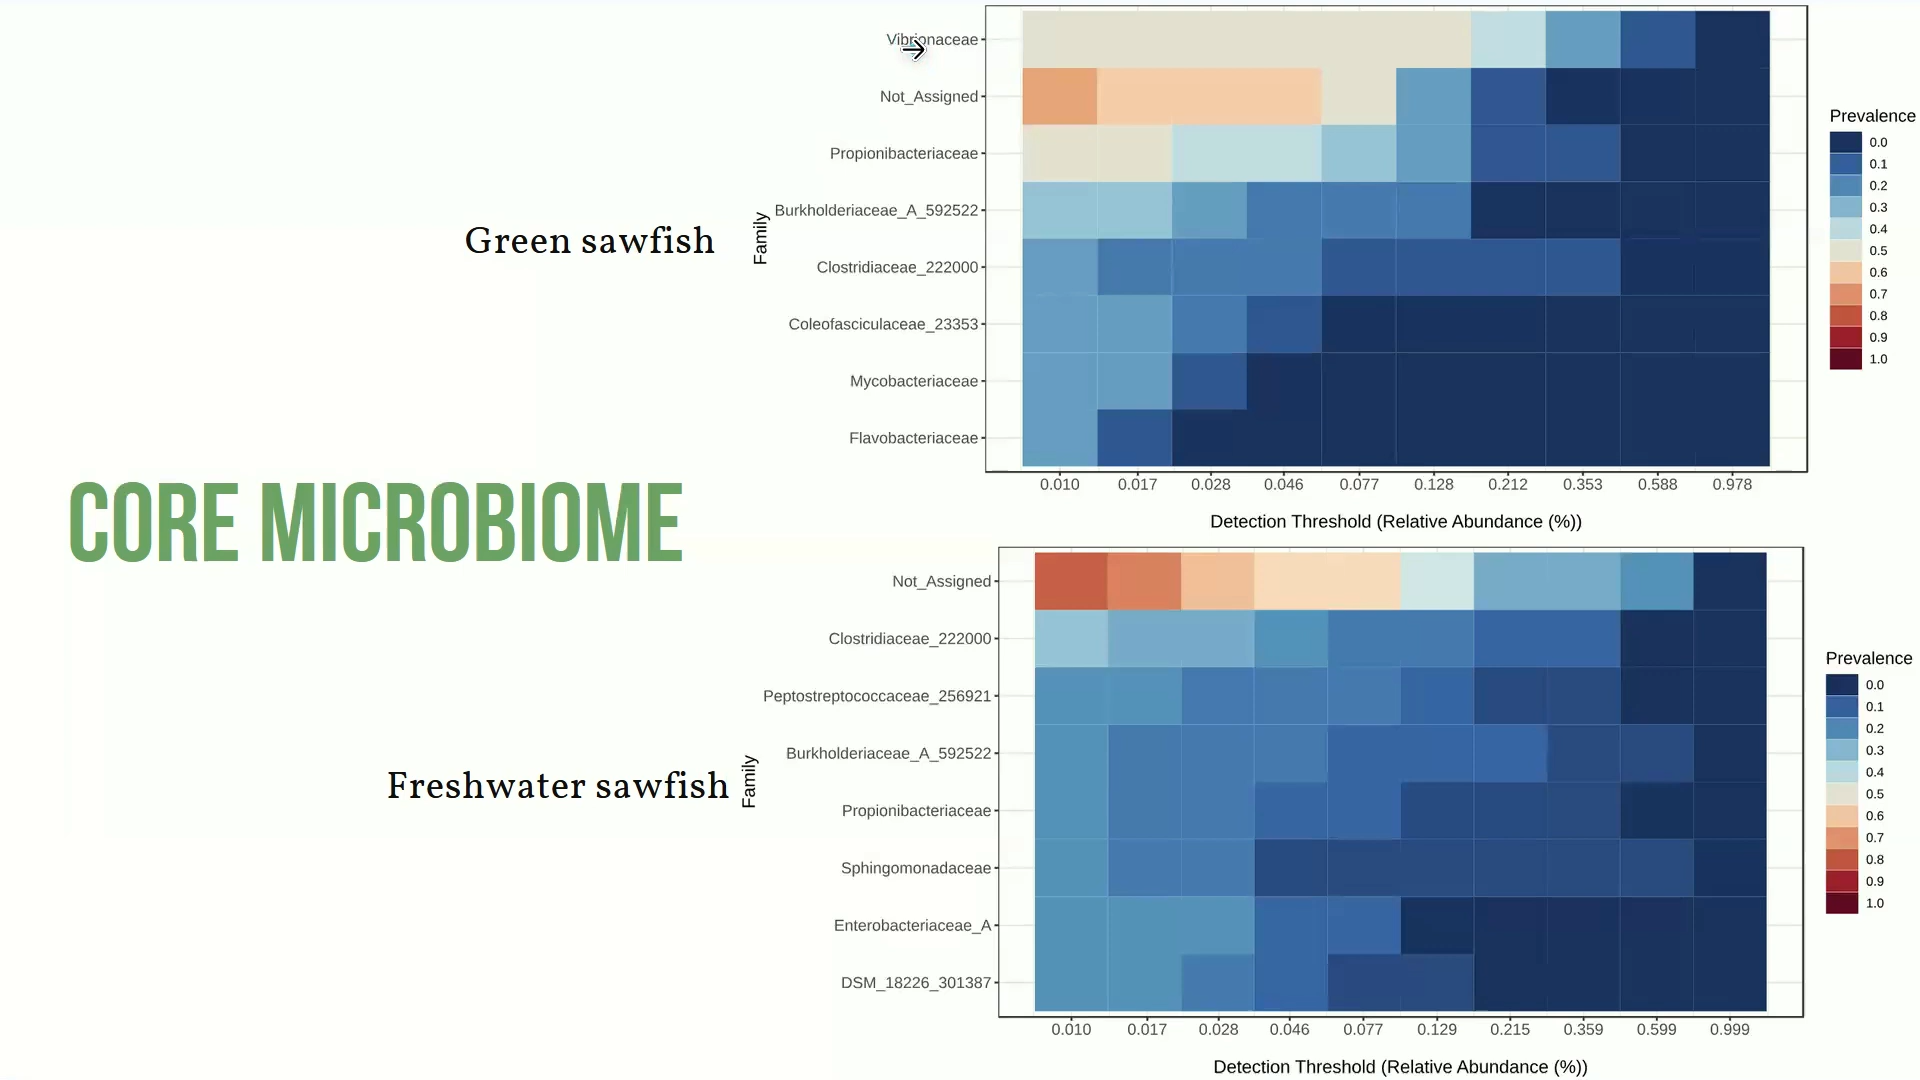 CORE MICROBIOME
Green sawfish
Family
Vibrionaceae
Not_Assigned
Propionibacteriaceae
Burkholderiaceae_A_592522
Clostridiaceae_222000
Coleofasciculaceae_23353
Mycobacteriaceae
Flavobacteriaceae
0.010 0.017 0.028 0.046 0.077 0.128 0.212 0.353 0.588 0.978
Detection Threshold (Relative Abundance (%))
Prevalence
0.0
0.1
0.2
0.3
0.4
0.5
0.6
0.7
0.8
0.9
1.0
Freshwater sawfish
Family
Not_Assigned
Clostridiaceae_222000
Peptostreptococcaceae_256921
Burkholderiaceae_A_592522
Propionibacteriaceae
Sphingomonadaceae
Enterobacteriaceae_A
DSM_18226_301387
0.010 0.017 0.028 0.046 0.077 0.129 0.215 0.359 0.599 0.999
Detection Threshold (Relative Abundance (%))
Prevalence
0.0
0.1
0.2
0.3
0.4
0.5
0.6
0.7
0.8
0.9
1.0